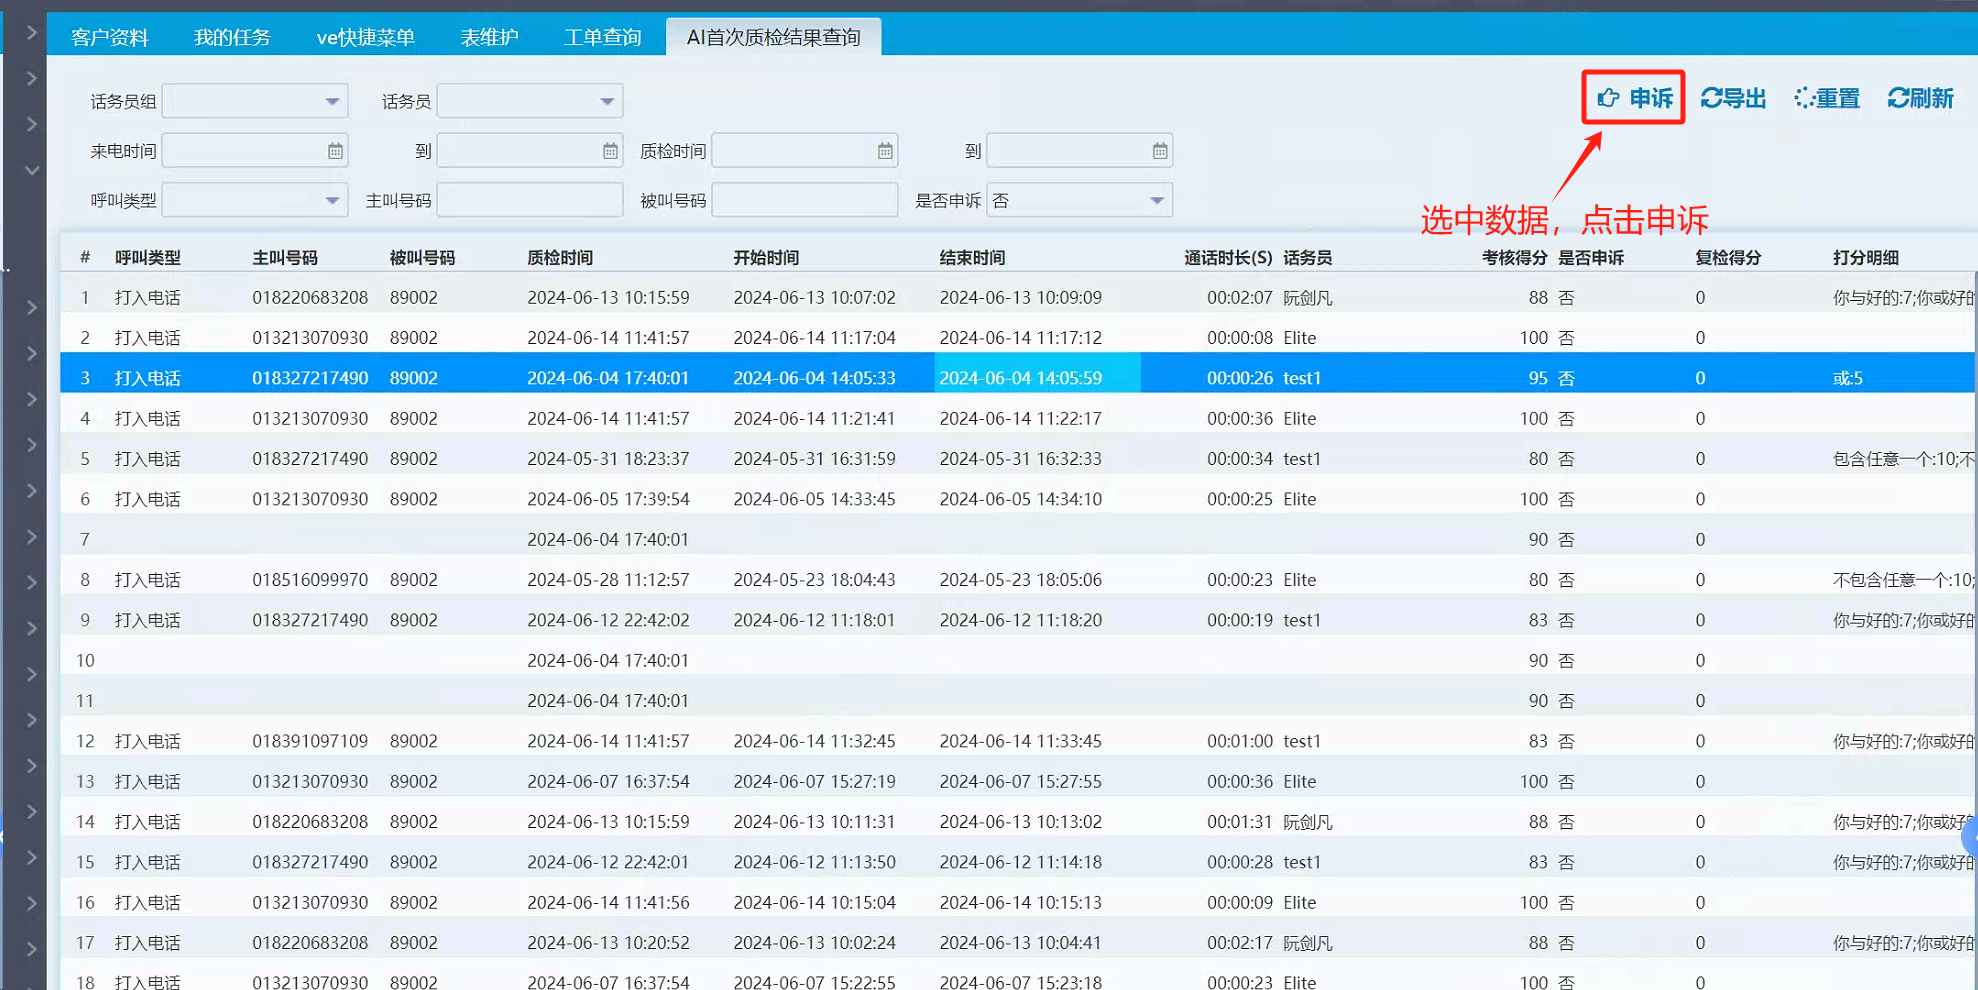 客户资料 我的任务 ve快捷菜单 表维护 工单查询 AI首次质检结果查询
话务员组 话务员 申诉 导出 重置 刷新
来电时间 到 质检时间 到
呼叫类型 主叫号码 被叫号码 是否申诉 否
选中数据，点击申诉
# 呼叫类型 主叫号码 被叫号码 质检时间 开始时间 结束时间 通话时长(S) 话务员 考核得分 是否申诉 复检得分 打分明细
1 打入电话 018220683208 89002 2024-06-13 10:15:59 2024-06-13 10:07:02 2024-06-13 10:09:09 00:02:07 阮剑凡 88 否 0 你与好的:7;你或好的
2 打入电话 013213070930 89002 2024-06-14 11:41:57 2024-06-14 11:17:04 2024-06-14 11:17:12 00:00:08 Elite 100 否 0
3 打入电话 018327217490 89002 2024-06-04 17:40:01 2024-06-04 14:05:33 2024-06-04 14:05:59 00:00:26 test1 95 否 0 或:5
4 打入电话 013213070930 89002 2024-06-14 11:41:57 2024-06-14 11:21:41 2024-06-14 11:22:17 00:00:36 Elite 100 否 0
5 打入电话 018327217490 89002 2024-05-31 18:23:37 2024-05-31 16:31:59 2024-05-31 16:32:33 00:00:34 test1 80 否 0 包含任意一个:10;不
6 打入电话 013213070930 89002 2024-06-05 17:39:54 2024-06-05 14:33:45 2024-06-05 14:34:10 00:00:25 Elite 100 否 0
7 2024-06-04 17:40:01 90 否 0
8 打入电话 018516099970 89002 2024-05-28 11:12:57 2024-05-23 18:04:43 2024-05-23 18:05:06 00:00:23 Elite 80 否 0 不包含任意一个:10;
9 打入电话 018327217490 89002 2024-06-12 22:42:02 2024-06-12 11:18:01 2024-06-12 11:18:20 00:00:19 test1 83 否 0 你与好的:7;你或好的
10 2024-06-04 17:40:01 90 否 0
11 2024-06-04 17:40:01 90 否 0
12 打入电话 018391097109 89002 2024-06-14 11:41:57 2024-06-14 11:32:45 2024-06-14 11:33:45 00:01:00 test1 83 否 0 你与好的:7;你或好的
13 打入电话 013213070930 89002 2024-06-07 16:37:54 2024-06-07 15:27:19 2024-06-07 15:27:55 00:00:36 Elite 100 否 0
14 打入电话 018220683208 89002 2024-06-13 10:15:59 2024-06-13 10:11:31 2024-06-13 10:13:02 00:01:31 阮剑凡 88 否 0 你与好的:7;你或好
15 打入电话 018327217490 89002 2024-06-12 22:42:01 2024-06-12 11:13:50 2024-06-12 11:14:18 00:00:28 test1 83 否 0 你与好的:7;你或好的
16 打入电话 013213070930 89002 2024-06-14 11:41:56 2024-06-14 10:15:04 2024-06-14 10:15:13 00:00:09 Elite 100 否 0
17 打入电话 018220683208 89002 2024-06-13 10:20:52 2024-06-13 10:02:24 2024-06-13 10:04:41 00:02:17 阮剑凡 88 否 0 你与好的:7;你或好的
18 打入电话 013213070930 89002 2024-06-07 16:37:54 2024-06-07 15:22:55 2024-06-07 15:23:18 00:00:23 Elite 100 否 0